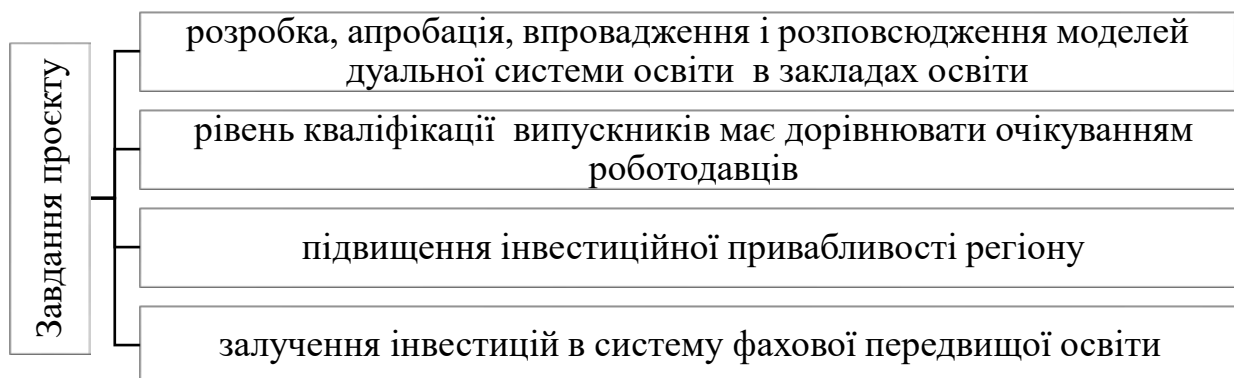 Завдання проєкту
розробка, апробація, впровадження і розповсюдження моделей
дуальної системи освіти в закладах освіти
рівень кваліфікації випускників має дорівнювати очікуванням
роботодавців
підвищення інвестиційної привабливості регіону
залучення інвестицій в систему фахової передвищої освіти